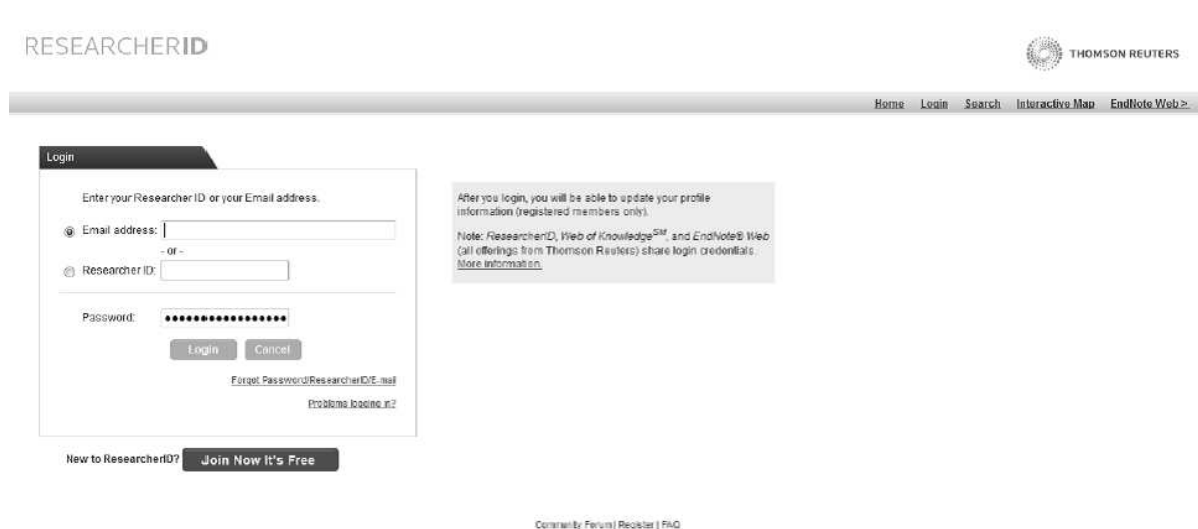 RESEARCHERID
THOMSON REUTERS
Home Login Search Interactive Map EndNote Web >
Login
Enter your Researcher ID or your Email address.
Email address:
- or -
Researcher ID:
Password:
Login Cancel
Forgot Password/ResearcherID/E-mail
Problems logging in?
New to ResearcherID? Join Now It's Free
After you login, you will be able to update your profile
information (registered members only).
Note: ResearcherID, Web of Knowledge℠, and EndNote® Web
(all offerings from Thomson Reuters) share login credentials.
More information.
Community Forum | Register | FAQ